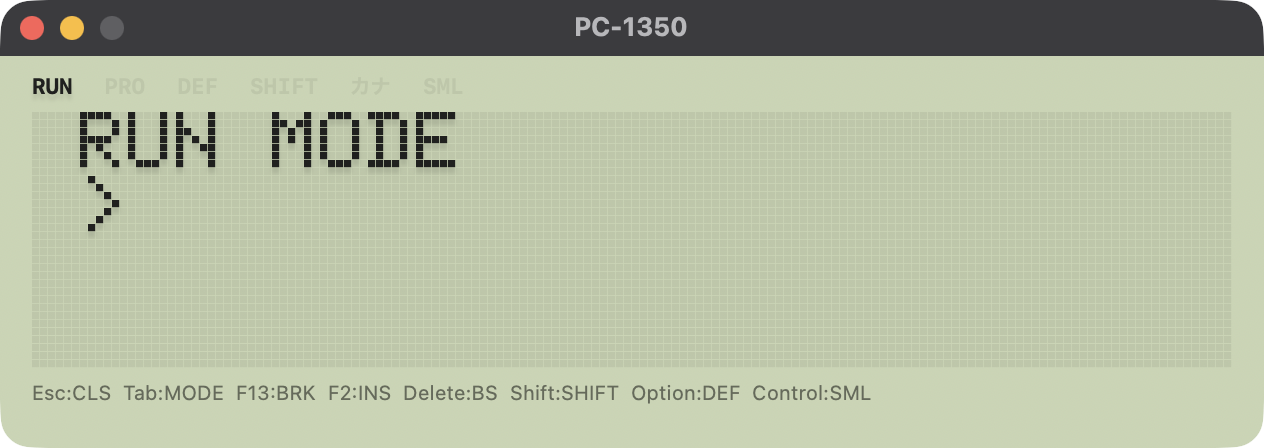 PC-1350
RUN PRO DEF SHIFT カナ SML
RUN MODE
>
Esc:CLS Tab:MODE F13:BRK F2:INS Delete:BS Shift:SHIFT Option:DEF Control:SML